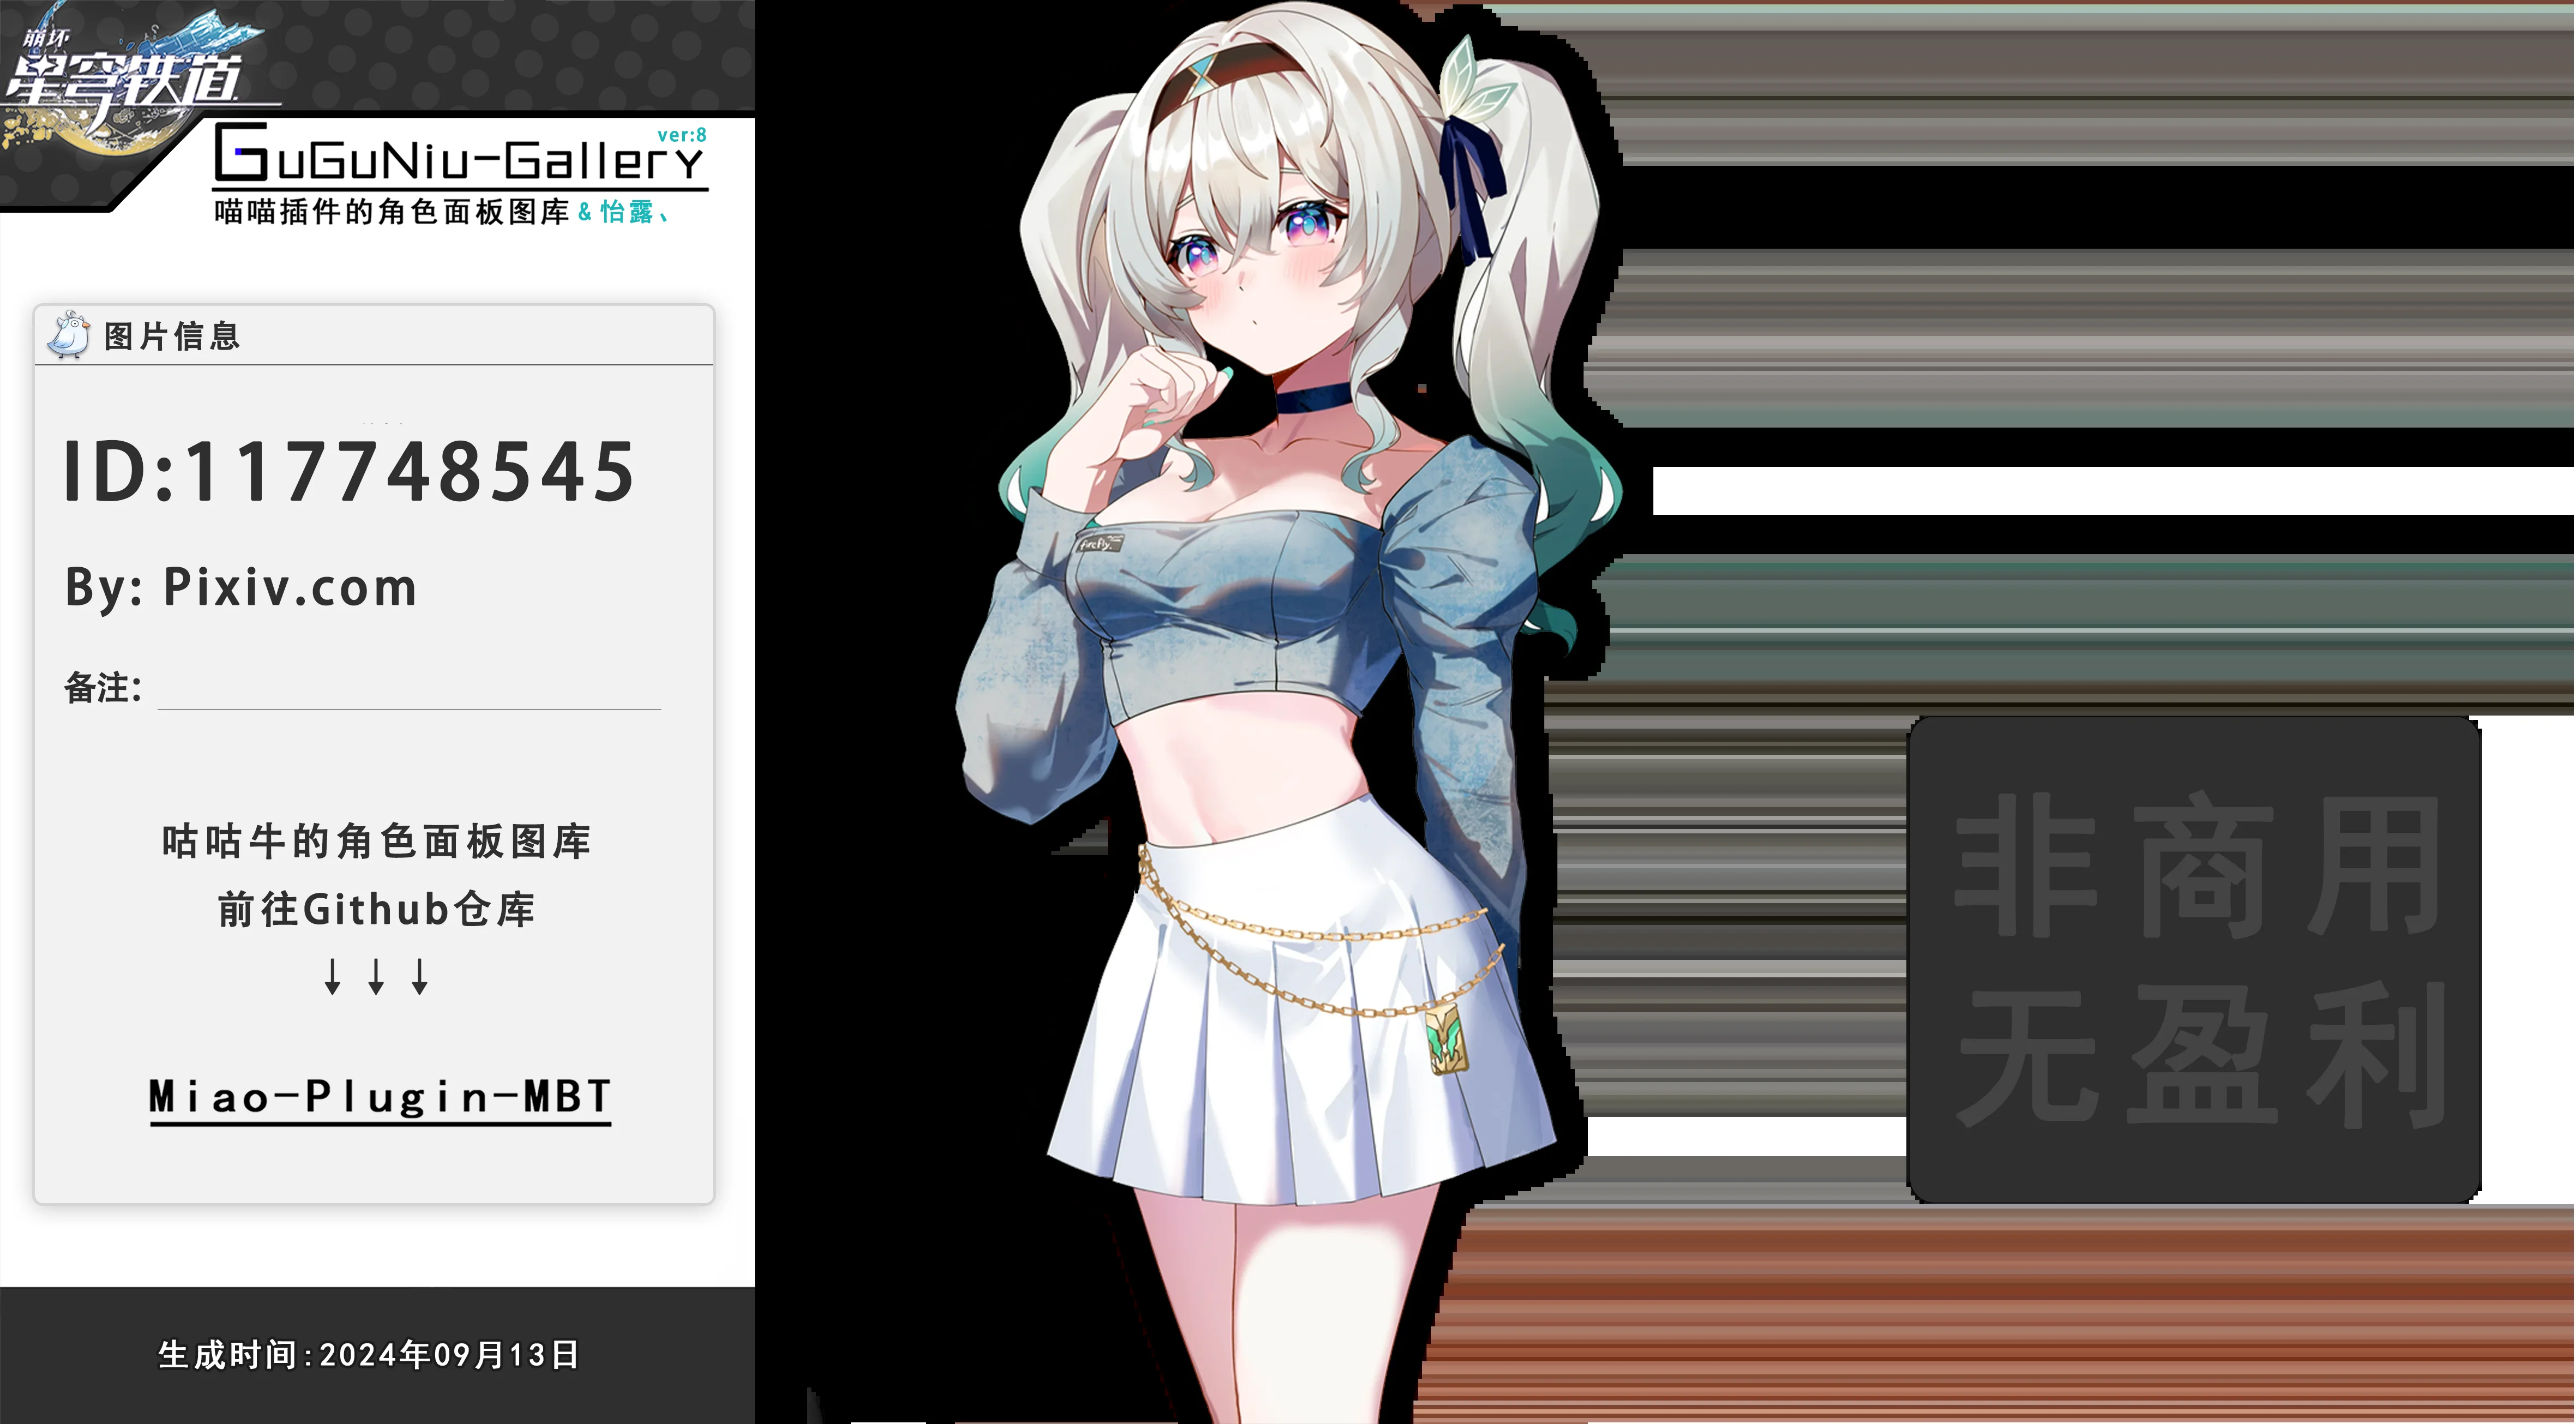 崩坏
星穹铁道
GuGuNiu-Gallery
ver:8
喵喵插件的角色面板图库 & 怡露、
图片信息
ID:117748545
By: Pixiv.com
备注:
咕咕牛的角色面板图库
前往Github仓库
↓ ↓ ↓
Miao-Plugin-MBT
生成时间:2024年09月13日
firefly.
非商用
无盈利